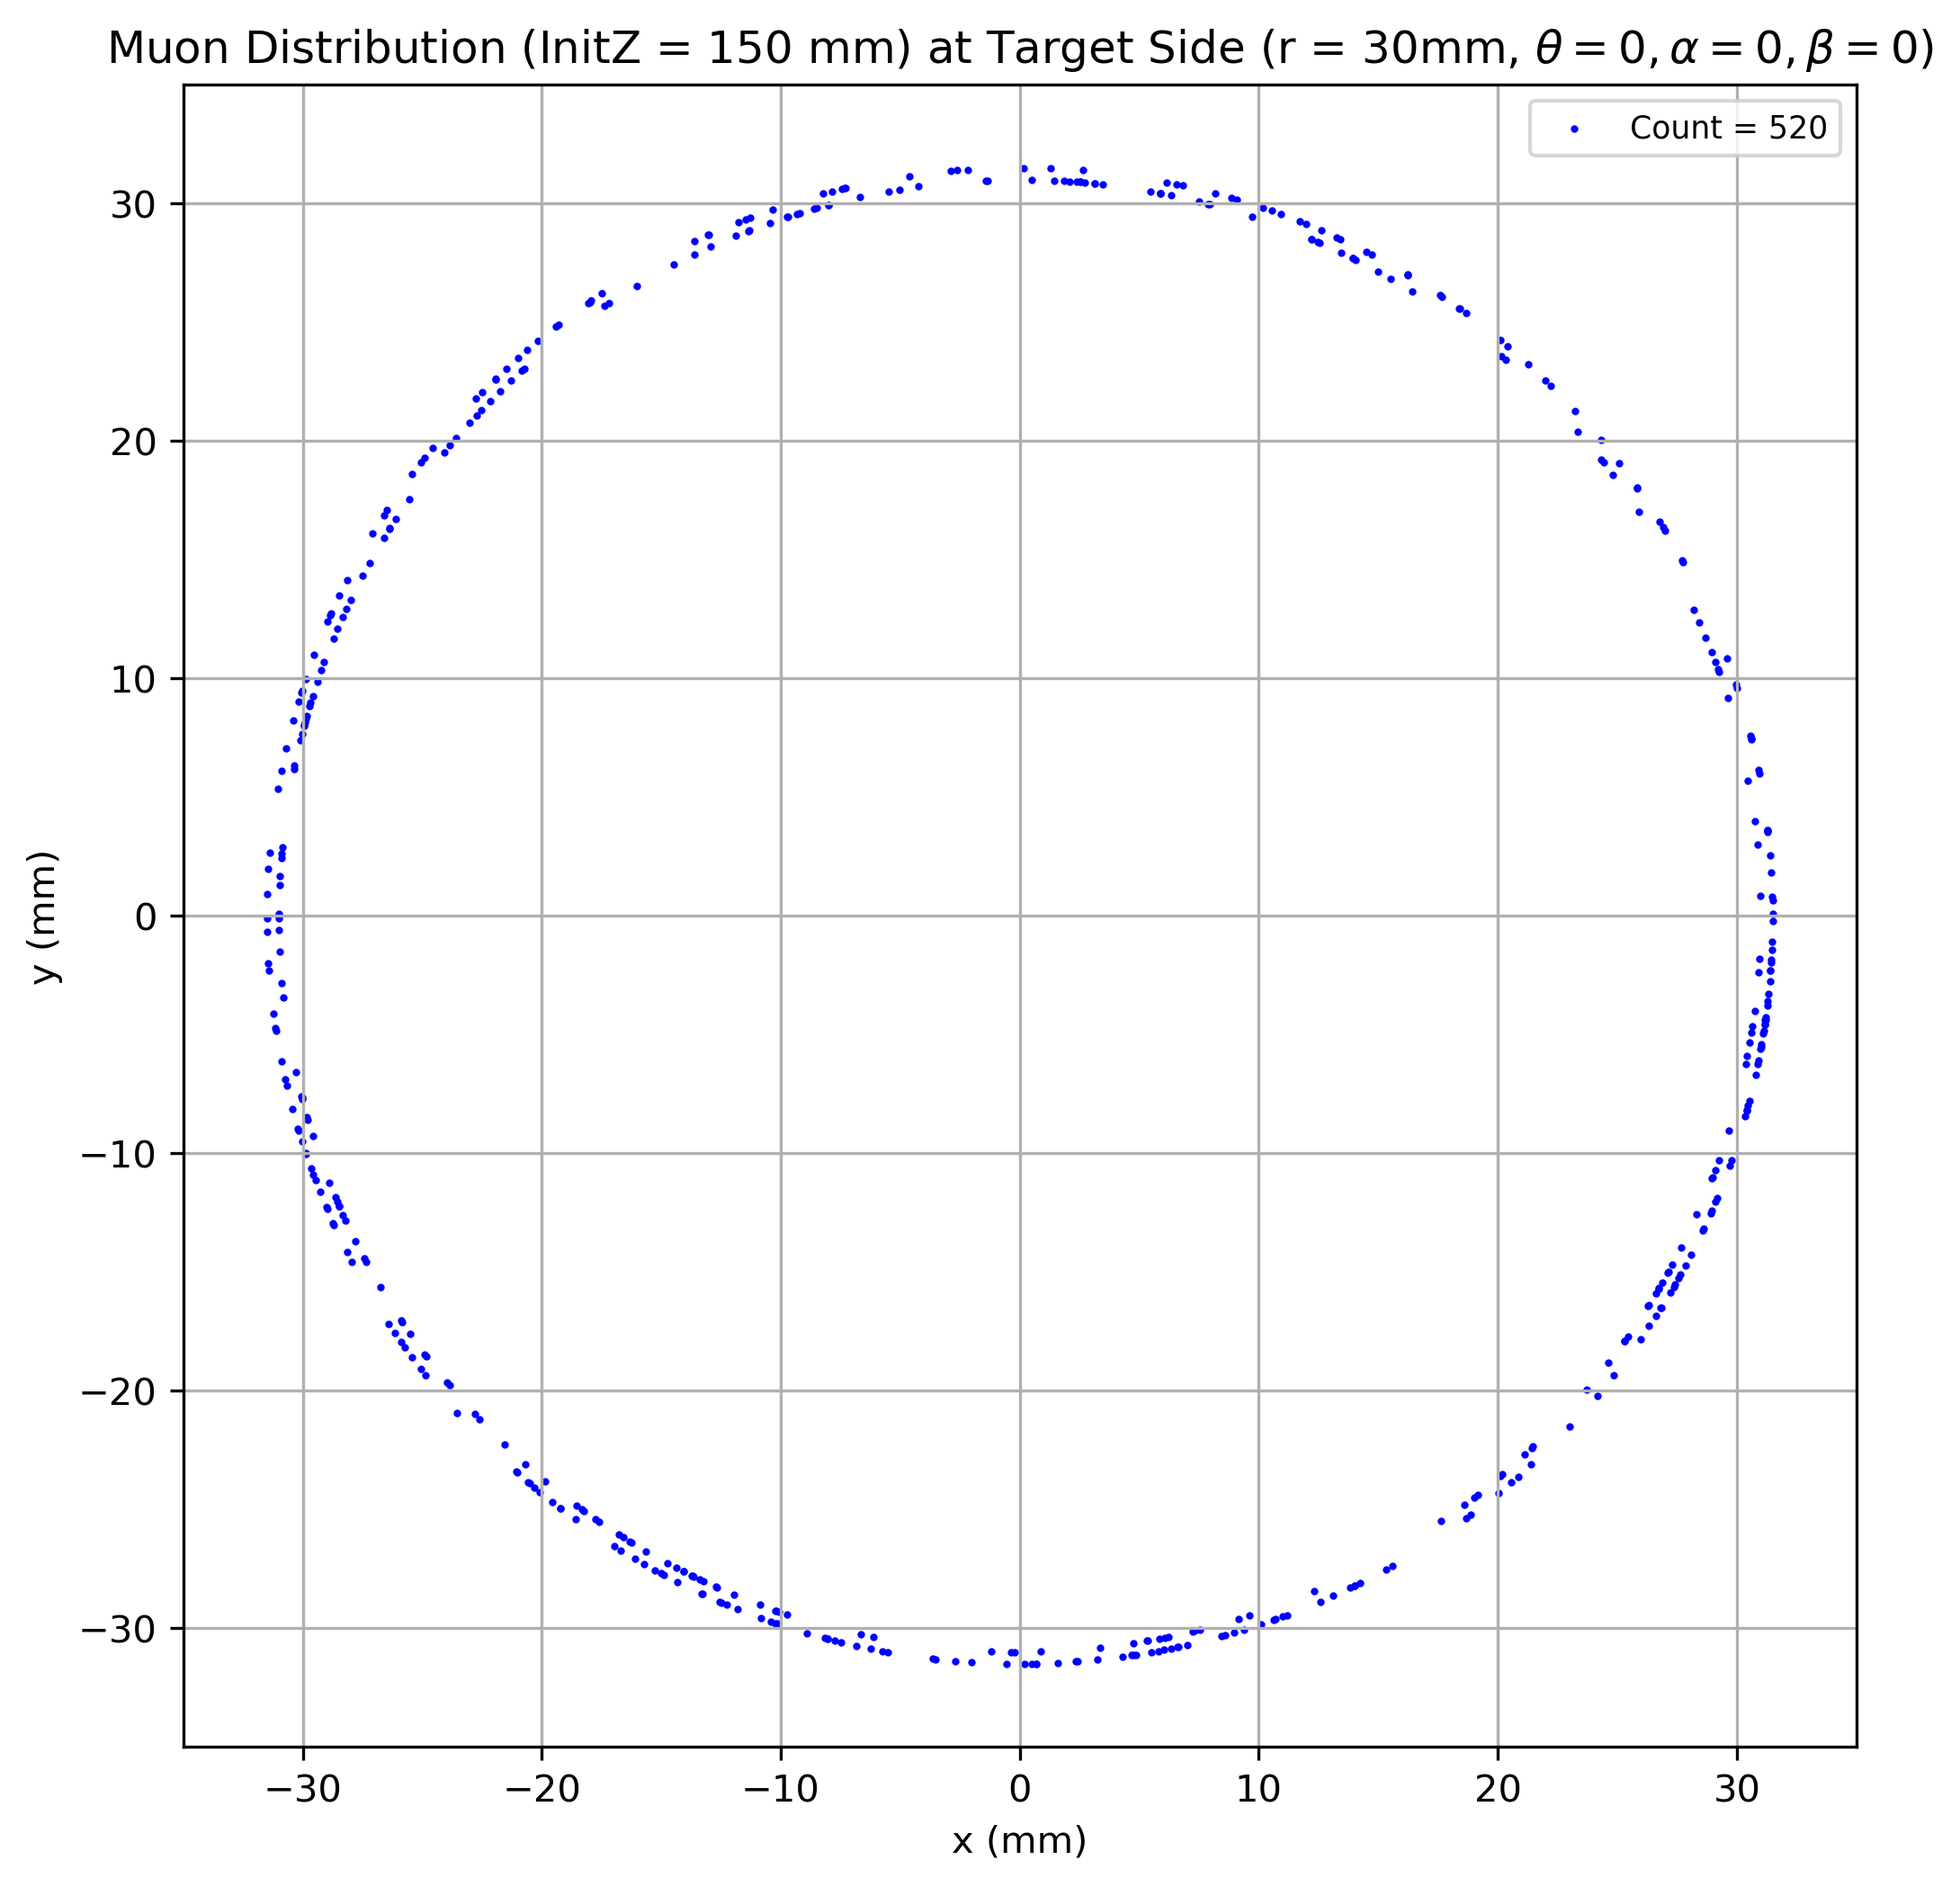 Muon Distribution (InitZ = 150 mm) at Target Side (r = 30mm, θ = 0, α = 0, β = 0)
Count = 520
30
20
10
0
−10
−20
−30
y (mm)
−30 −20 −10 0 10 20 30
x (mm)